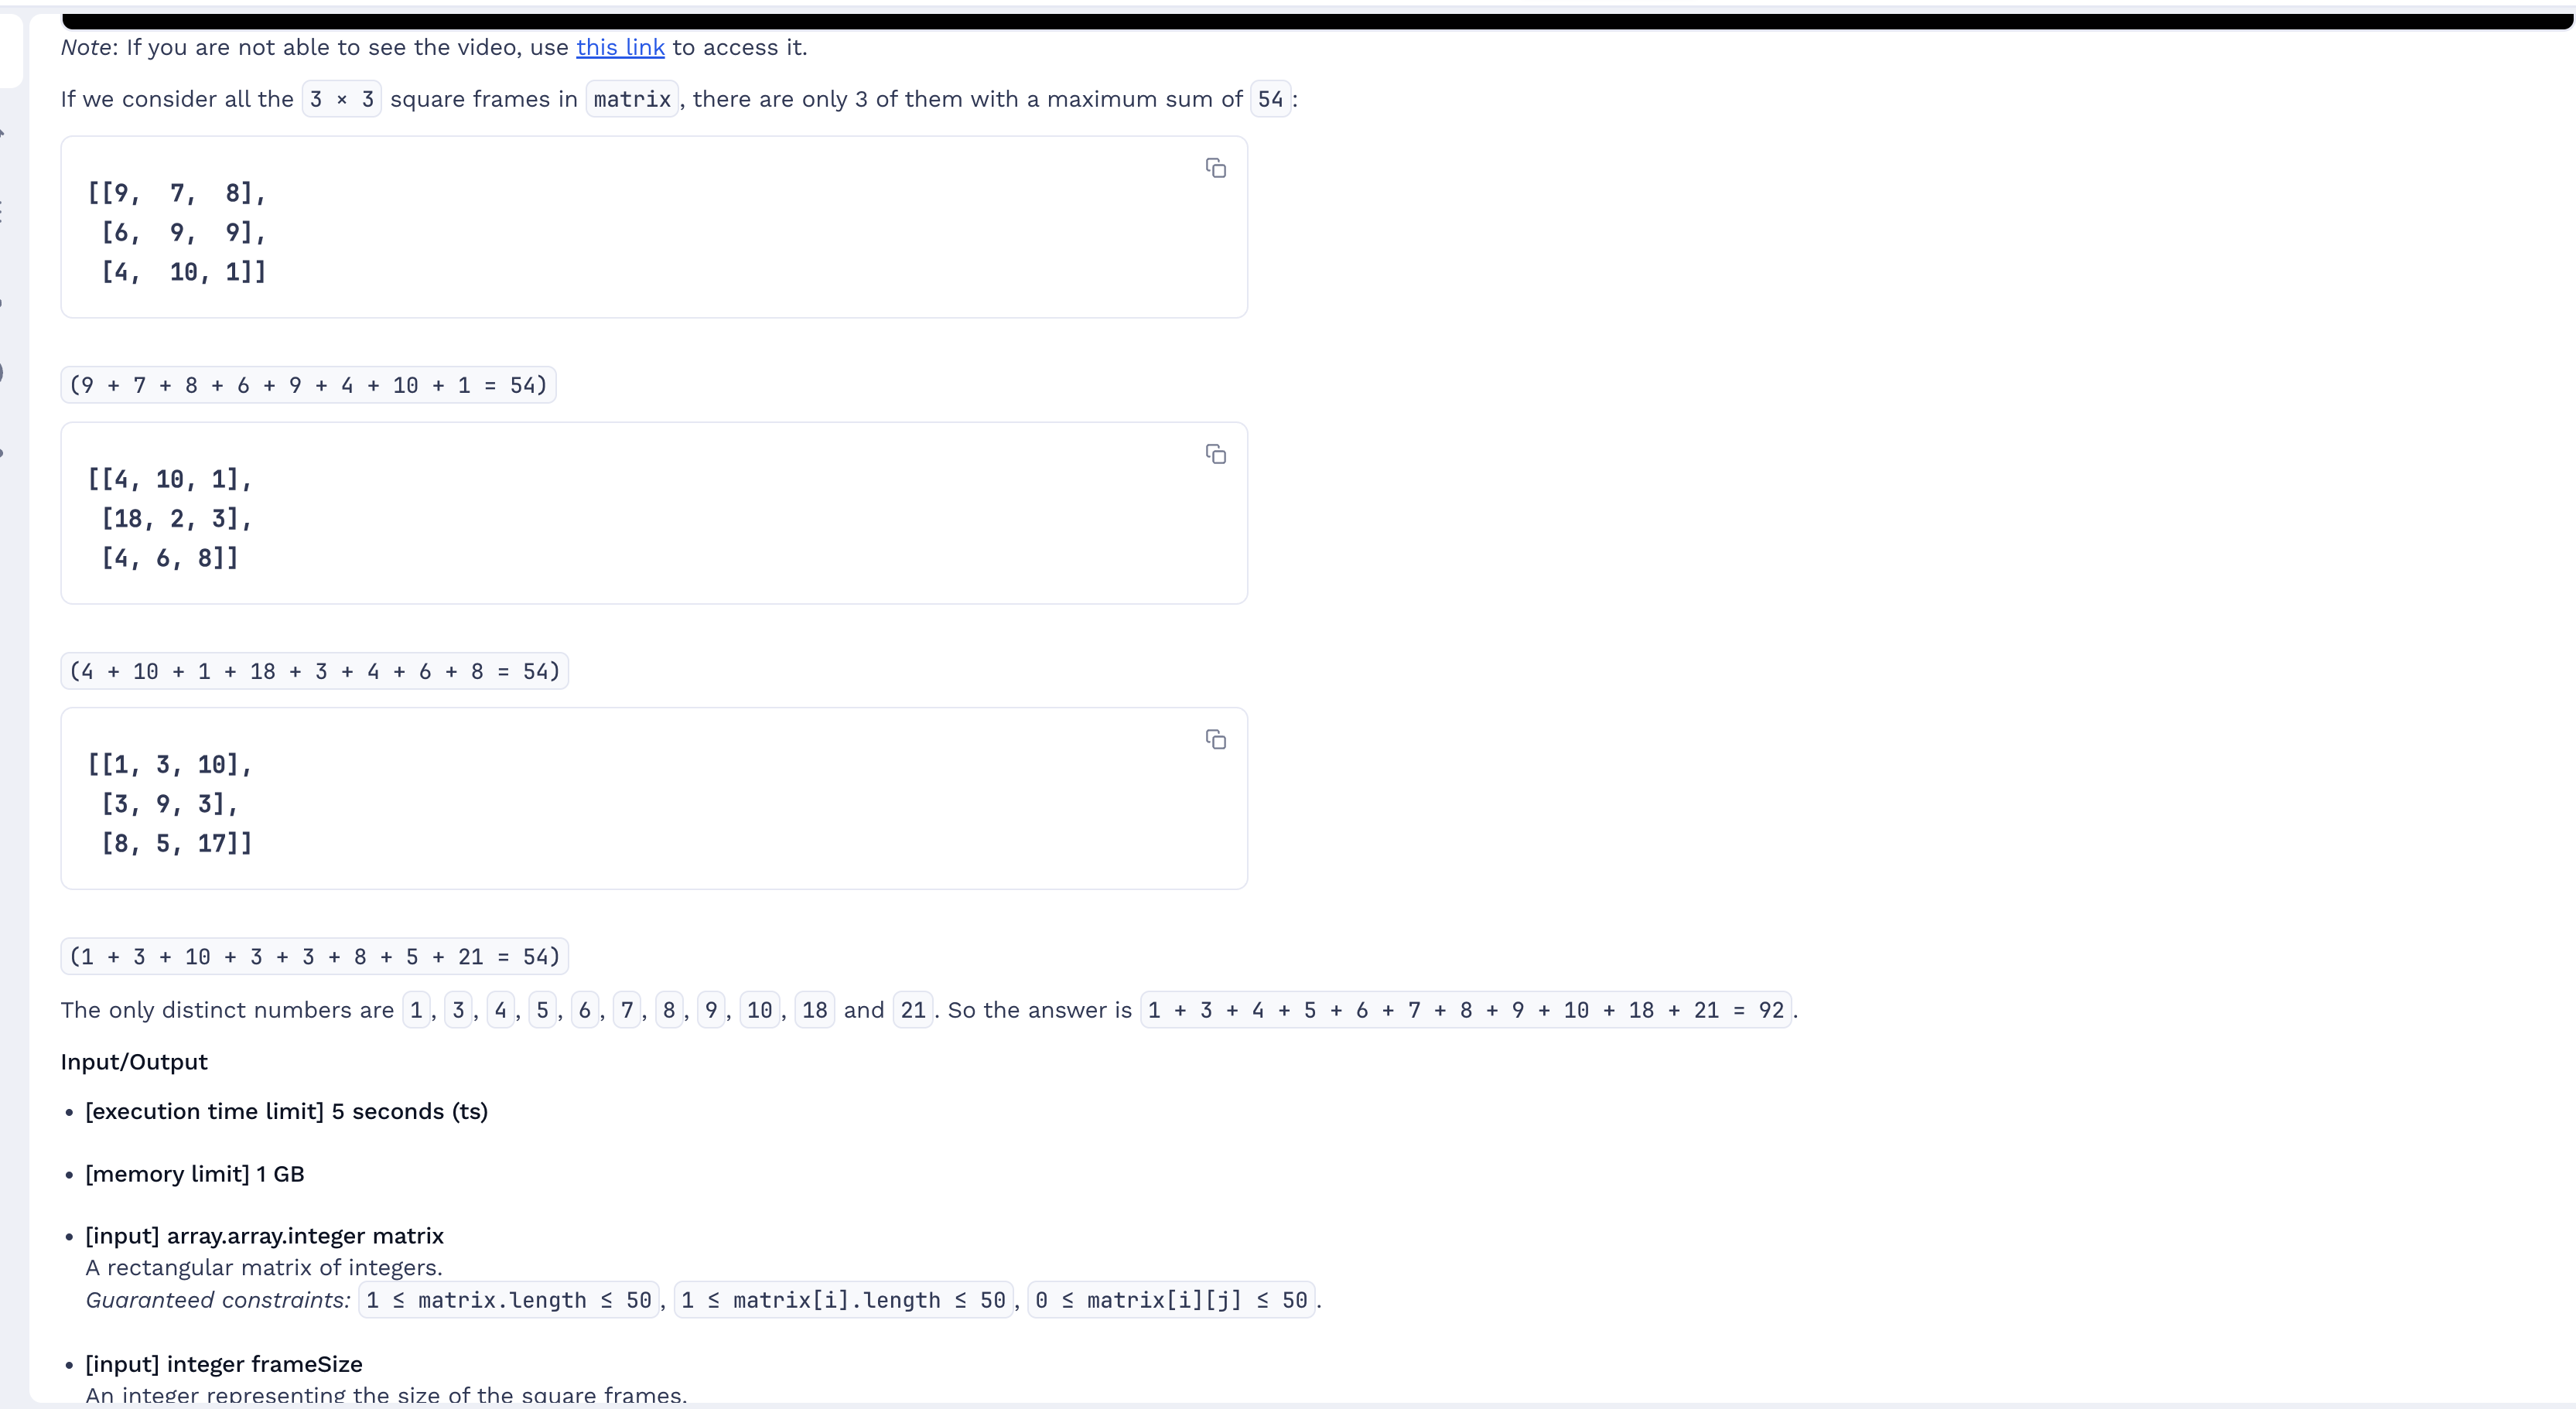 Note: If you are not able to see the video, use this link to access it.
If we consider all the 3 × 3 square frames in matrix, there are only 3 of them with a maximum sum of 54:
[[9,  7,  8],
 [6,  9,  9],
 [4,  10, 1]]
(9 + 7 + 8 + 6 + 9 + 4 + 10 + 1 = 54)
[[4, 10, 1],
 [18, 2, 3],
 [4, 6, 8]]
(4 + 10 + 1 + 18 + 3 + 4 + 6 + 8 = 54)
[[1, 3, 10],
 [3, 9, 3],
 [8, 5, 17]]
(1 + 3 + 10 + 3 + 3 + 8 + 5 + 21 = 54)
The only distinct numbers are 1, 3, 4, 5, 6, 7, 8, 9, 10, 18 and 21. So the answer is 1 + 3 + 4 + 5 + 6 + 7 + 8 + 9 + 10 + 18 + 21 = 92.
Input/Output
• [execution time limit] 5 seconds (ts)
• [memory limit] 1 GB
• [input] array.array.integer matrix
A rectangular matrix of integers.
Guaranteed constraints: 1 ≤ matrix.length ≤ 50, 1 ≤ matrix[i].length ≤ 50, 0 ≤ matrix[i][j] ≤ 50.
• [input] integer frameSize
An integer representing the size of the square frames.